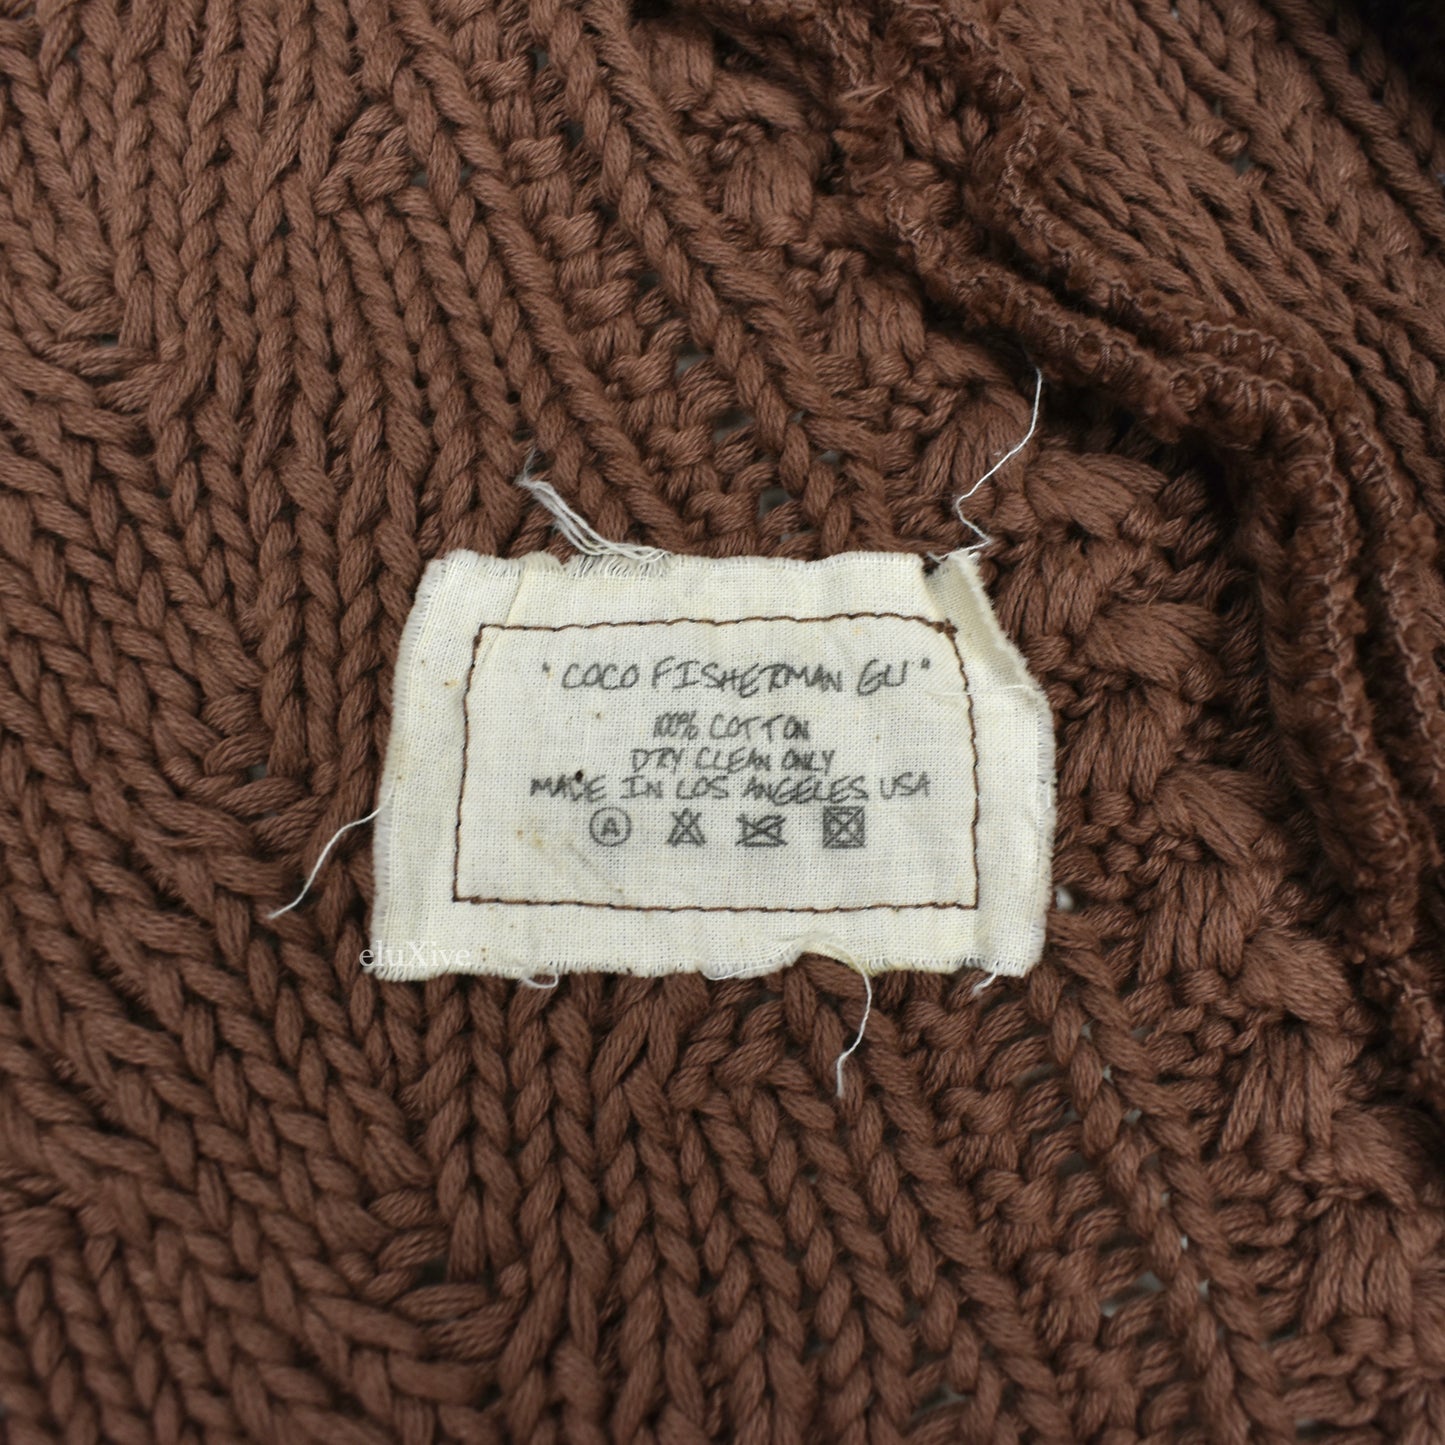 "COCO FISHERMAN GU"
100% COTTON
DRY CLEAN ONLY
MADE IN LOS ANGELES USA
A
eluXive